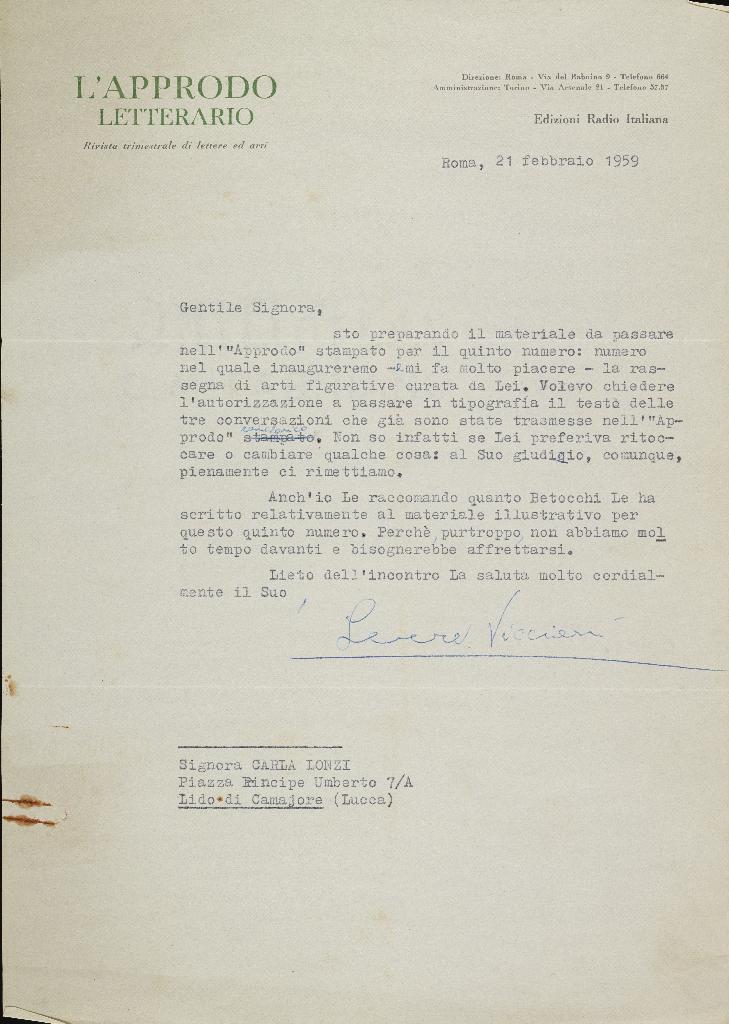 L'APPRODO
LETTERARIO
Rivista trimestrale di lettere ed arti
Direzione: Roma - Via del Babuino 9 - Telefono 664
Amministrazione: Torino - Via Arsenale 21 - Telefono 57.57
Edizioni Radio Italiana
Roma, 21 febbraio 1959
Gentile Signora,
sto preparando il materiale da passare
nell'"Approdo" stampato per il quinto numero: numero
nel quale inaugureremo - e mi fa molto piacere - la ras-
segna di arti figurative curata da Lei. Volevo chiedere
l'autorizzazione a passare in tipografia il testo delle
tre conversazioni che già sono state trasmesse nell'"Ap-
radiofonico
prodo" stampato. Non so infatti se Lei preferiva ritoc-
care o cambiare qualche cosa: al Suo giudizio, comunque,
pienamente ci rimettiamo.
Anch'io Le raccomando quanto Betocchi Le ha
scritto relativamente al materiale illustrativo per
questo quinto numero. Perchè, purtroppo, non abbiamo mol
to tempo davanti e bisognerebbe affrettarsi.
Lieto dell'incontro La saluta molto cordial-
mente il Suo
Signora CARLA LONZI
Piazza Principe Umberto 7/A
Lido di Camajore (Lucca)